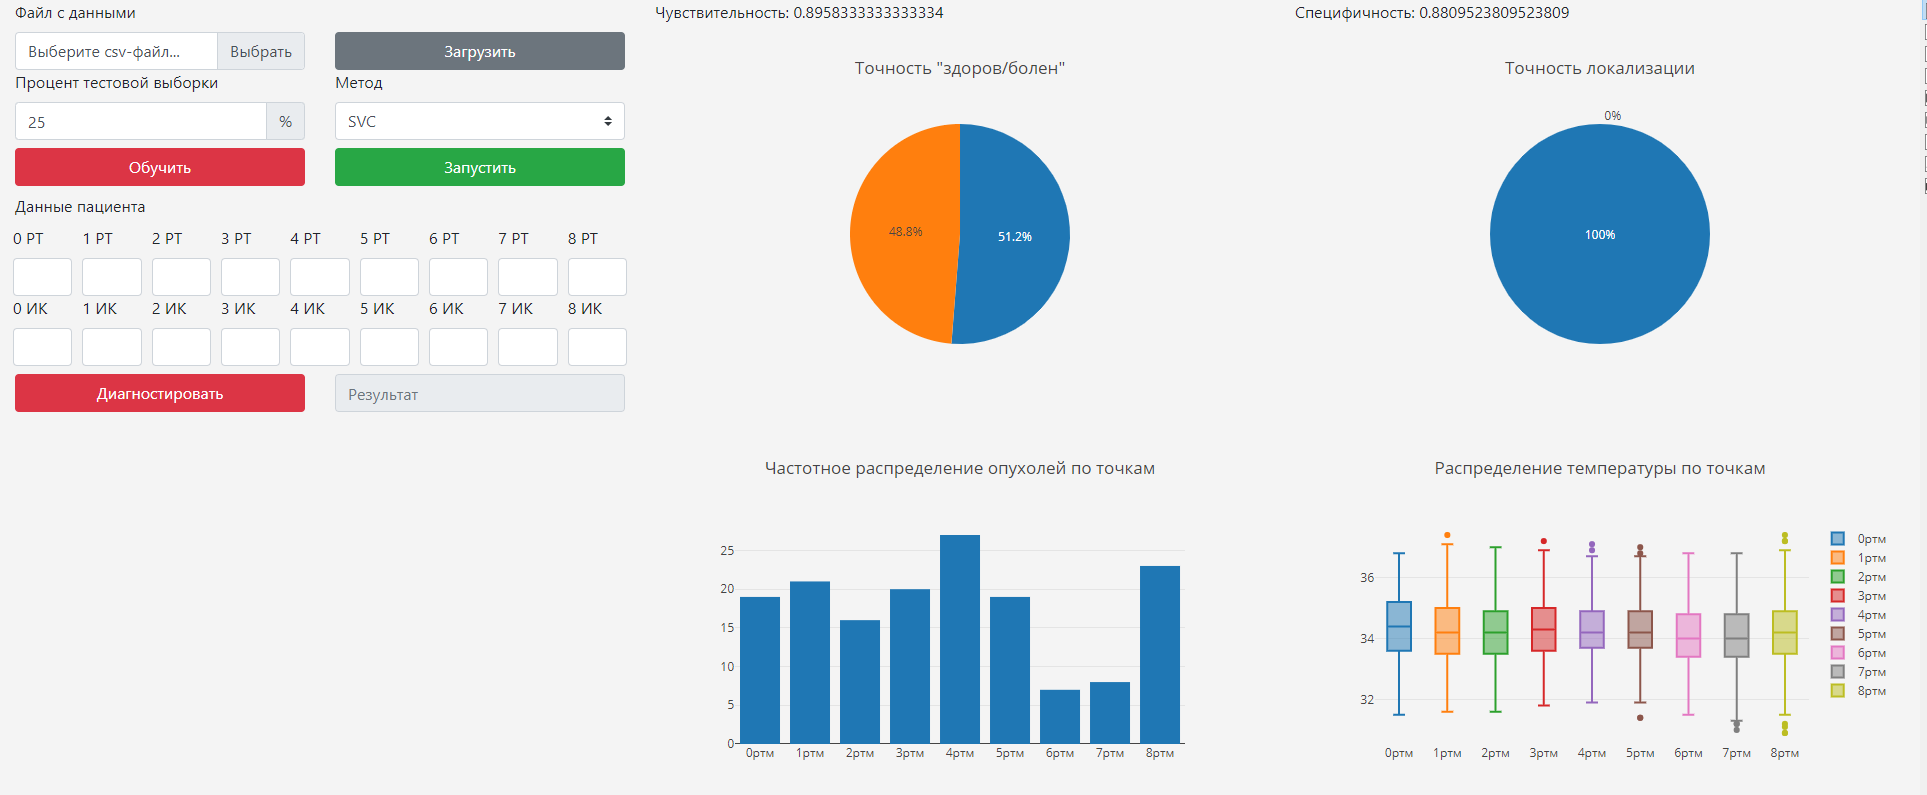 Файл с данными
Выберите csv-файл...
Выбрать
Загрузить
Процент тестовой выборки
Метод
25
%
SVC
Обучить
Запустить
Данные пациента
0 РТ 1 РТ 2 РТ 3 РТ 4 РТ 5 РТ 6 РТ 7 РТ 8 РТ
0 ИК 1 ИК 2 ИК 3 ИК 4 ИК 5 ИК 6 ИК 7 ИК 8 ИК
Диагностировать
Результат
Чувствительность: 0.8958333333333334
Специфичность: 0.8809523809523809
Точность "здоров/болен"
48.8%
51.2%
Точность локализации
0%
100%
Частотное распределение опухолей по точкам
25
20
15
10
5
0
0ртм 1ртм 2ртм 3ртм 4ртм 5ртм 6ртм 7ртм 8ртм
Распределение температуры по точкам
36
34
32
0ртм 1ртм 2ртм 3ртм 4ртм 5ртм 6ртм 7ртм 8ртм
0ртм
1ртм
2ртм
3ртм
4ртм
5ртм
6ртм
7ртм
8ртм